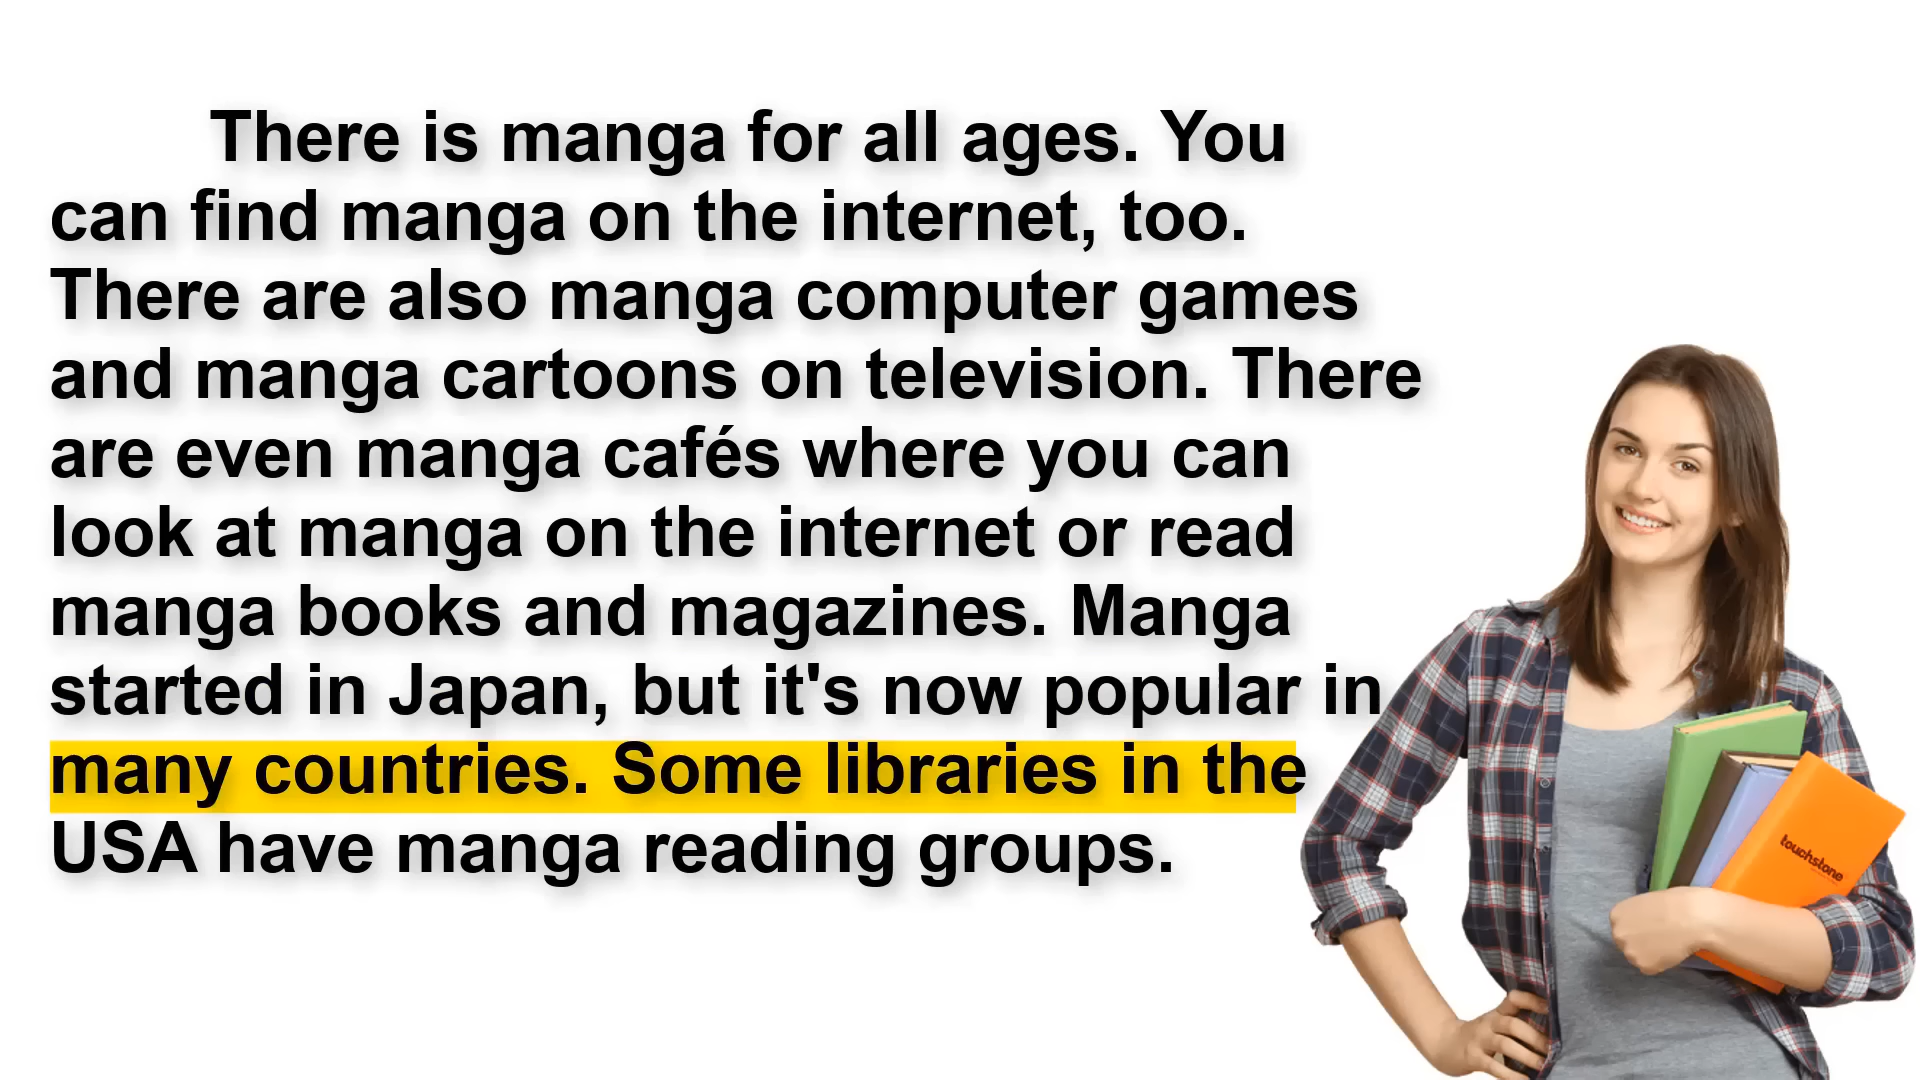 There is manga for all ages. You
can find manga on the internet, too.
There are also manga computer games
and manga cartoons on television. There
are even manga cafés where you can
look at manga on the internet or read
manga books and magazines. Manga
started in Japan, but it's now popular in
many countries. Some libraries in the
USA have manga reading groups.
touchstone